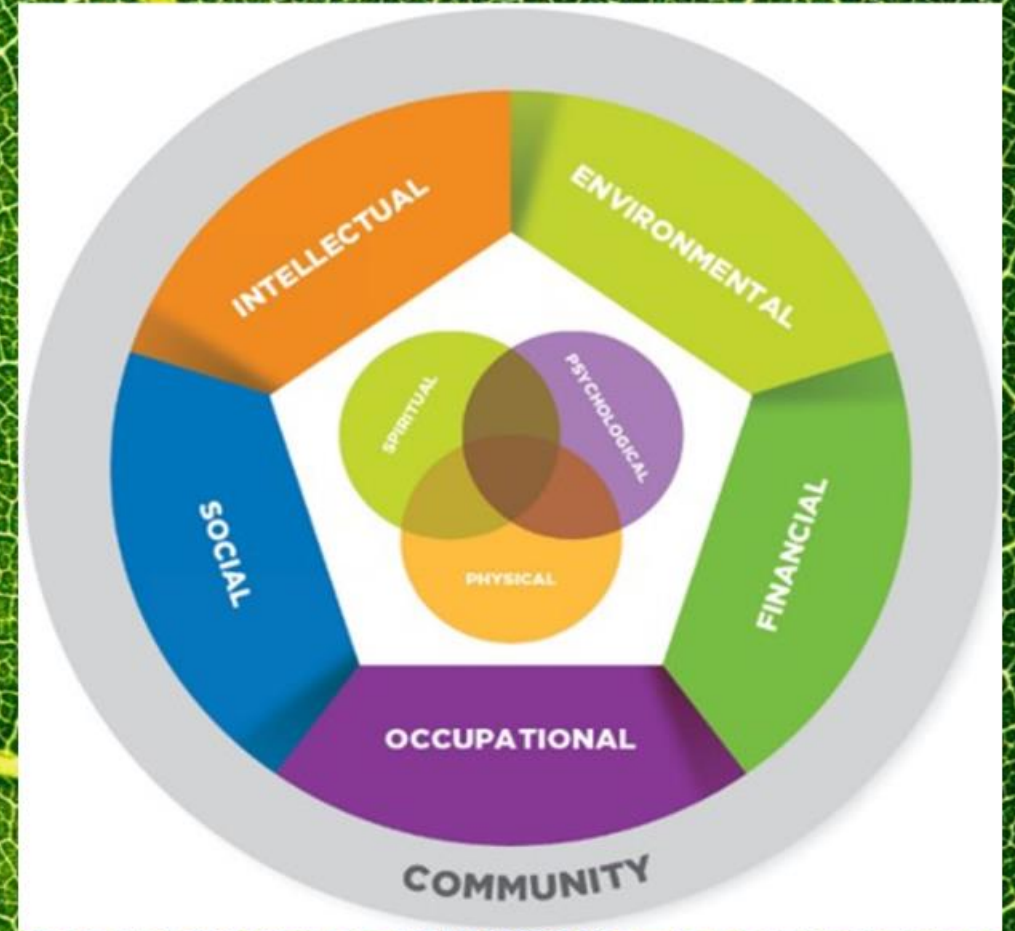 INTELLECTUAL
ENVIRONMENTAL
SPIRITUAL
PSYCHOLOGICAL
SOCIAL
FINANCIAL
PHYSICAL
OCCUPATIONAL
COMMUNITY